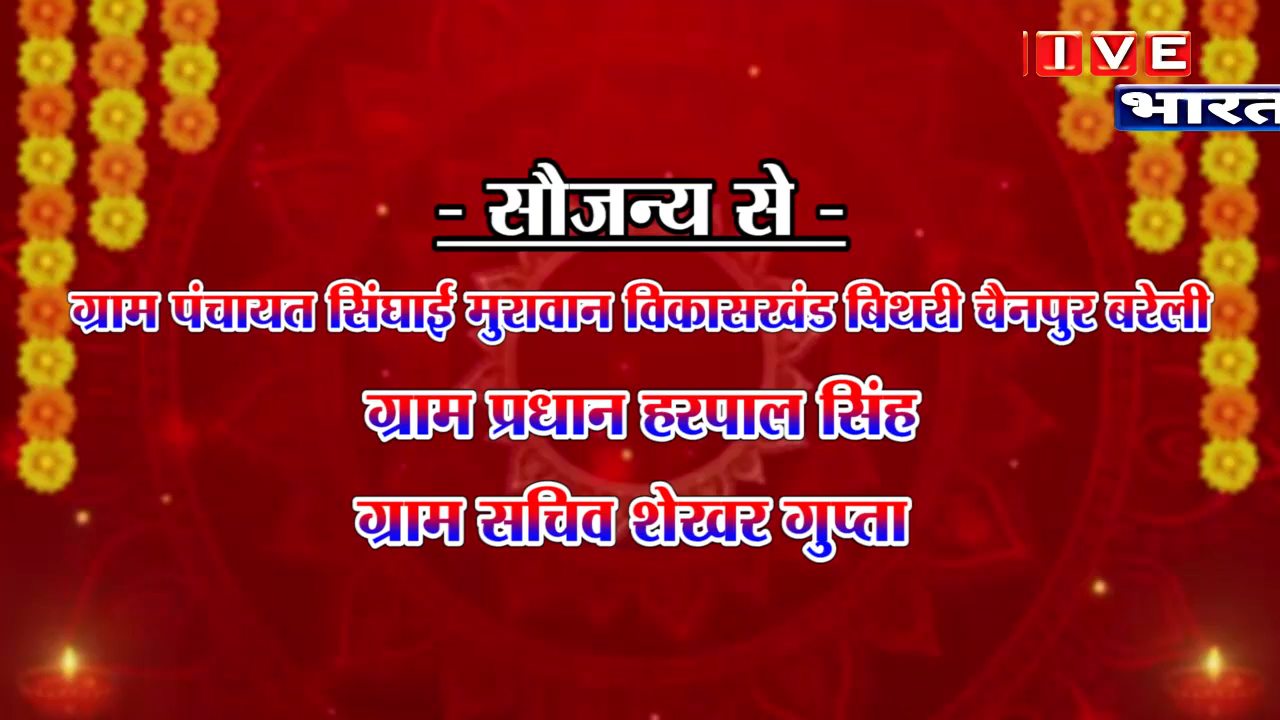 IVE
भारत
- सौजन्य से -
ग्राम पंचायत सिंघाई मुरावान विकासखंड बिथरी चैनपुर बरेली
ग्राम प्रधान हरपाल सिंह
ग्राम सचिव शेखर गुप्ता